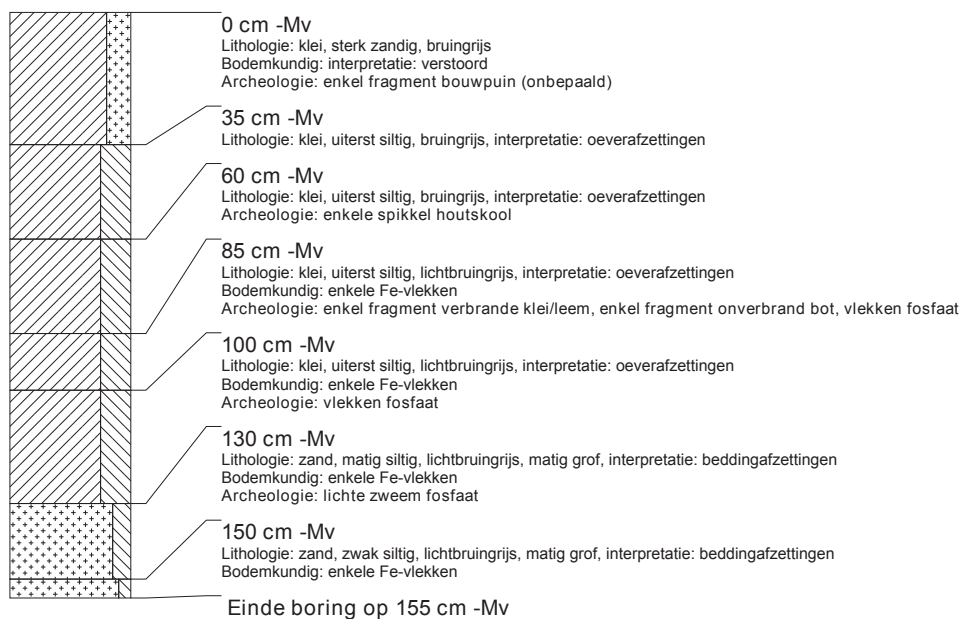 0 cm -Mv
Lithologie: klei, sterk zandig, bruingrijs
Bodemkundig: interpretatie: verstoord
Archeologie: enkel fragment bouwpuin (onbepaald)
35 cm -Mv
Lithologie: klei, uiterst siltig, bruingrijs, interpretatie: oeverafzettingen
60 cm -Mv
Lithologie: klei, uiterst siltig, bruingrijs, interpretatie: oeverafzettingen
Archeologie: enkele spikkel houtskool
85 cm -Mv
Lithologie: klei, uiterst siltig, lichtbruingrijs, interpretatie: oeverafzettingen
Bodemkundig: enkele Fe-vlekken
Archeologie: enkel fragment verbrande klei/leem, enkel fragment onverbrand bot, vlekken fosfaat
100 cm -Mv
Lithologie: klei, uiterst siltig, lichtbruingrijs, interpretatie: oeverafzettingen
Bodemkundig: enkele Fe-vlekken
Archeologie: vlekken fosfaat
130 cm -Mv
Lithologie: zand, matig siltig, lichtbruingrijs, matig grof, interpretatie: beddingafzettingen
Bodemkundig: enkele Fe-vlekken
Archeologie: lichte zweem fosfaat
150 cm -Mv
Lithologie: zand, zwak siltig, lichtbruingrijs, matig grof, interpretatie: beddingafzettingen
Bodemkundig: enkele Fe-vlekken
Einde boring op 155 cm -Mv